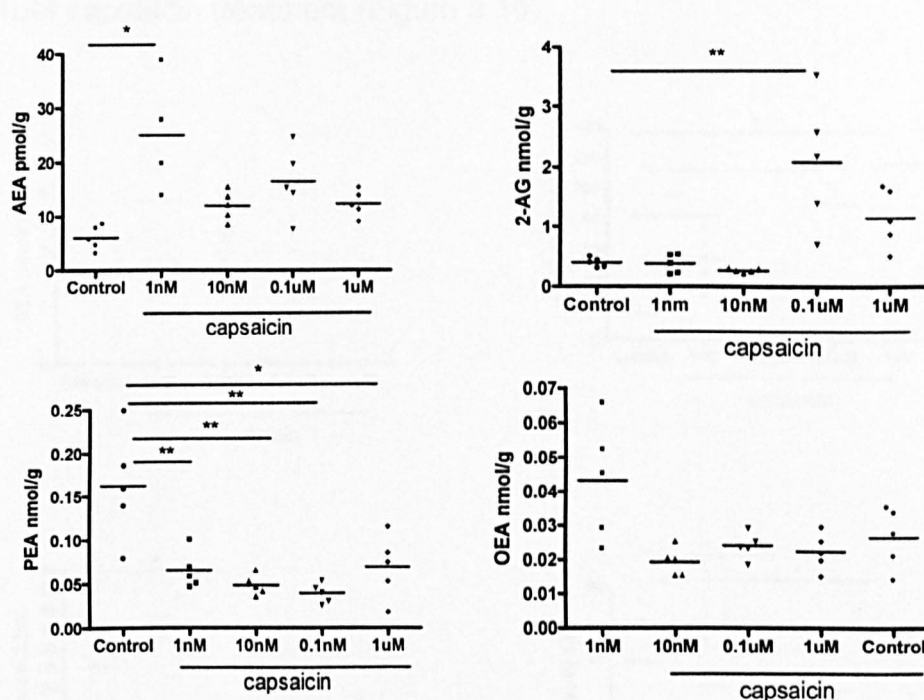 *
40
30
20
10
0
AEA pmol/g
Control 1nM 10nM 0.1uM 1uM
capsaicin
**
4
3
2
1
0
2-AG nmol/g
Control 1nm 10nM 0.1uM 1uM
capsaicin
*
**
**
**
0.25
0.20
0.15
0.10
0.05
0.00
PEA nmol/g
Control 1nM 10nM 0.1nM 1uM
capsaicin
0.07
0.06
0.05
0.04
0.03
0.02
0.01
0.00
OEA nmol/g
1nM 10nM 0.1uM 1uM Control
capsaicin